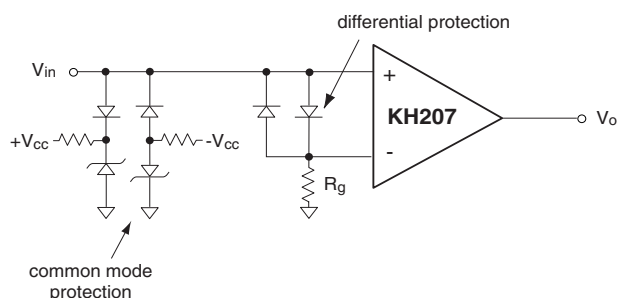 differential protection
Vin
+Vcc
-Vcc
+
KH207
-
Vo
Rg
common mode
protection